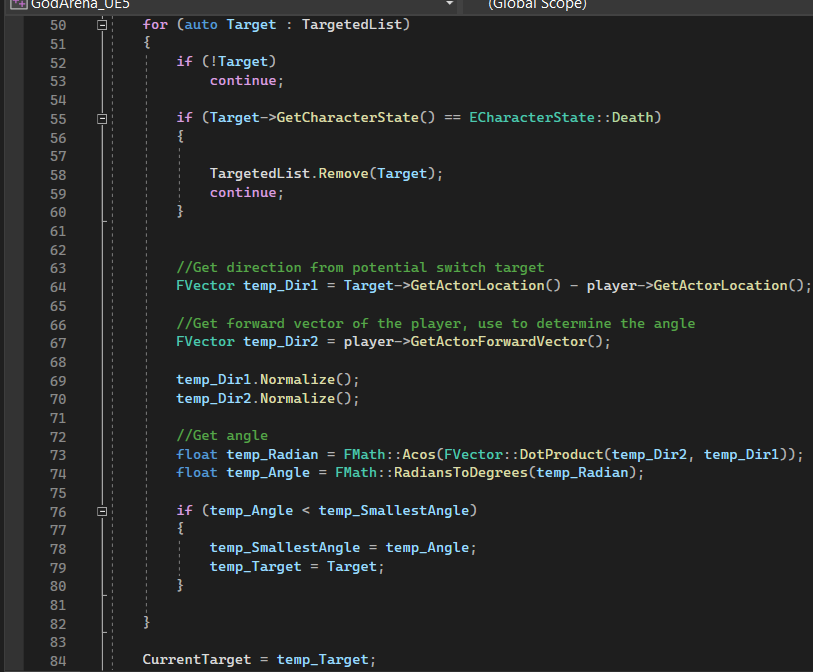 GodArena_UE5 (Global Scope)
50 for (auto Target : TargetedList)
51 {
52 if (!Target)
53 continue;
54
55 if (Target->GetCharacterState() == ECharacterState::Death)
56 {
57
58 TargetedList.Remove(Target);
59 continue;
60 }
61
62
63 //Get direction from potential switch target
64 FVector temp_Dir1 = Target->GetActorLocation() - player->GetActorLocation();
65
66 //Get forward vector of the player, use to determine the angle
67 FVector temp_Dir2 = player->GetActorForwardVector();
68
69 temp_Dir1.Normalize();
70 temp_Dir2.Normalize();
71
72 //Get angle
73 float temp_Radian = FMath::Acos(FVector::DotProduct(temp_Dir2, temp_Dir1));
74 float temp_Angle = FMath::RadiansToDegrees(temp_Radian);
75
76 if (temp_Angle < temp_SmallestAngle)
77 {
78 temp_SmallestAngle = temp_Angle;
79 temp_Target = Target;
80 }
81
82 }
83
84 CurrentTarget = temp_Target;